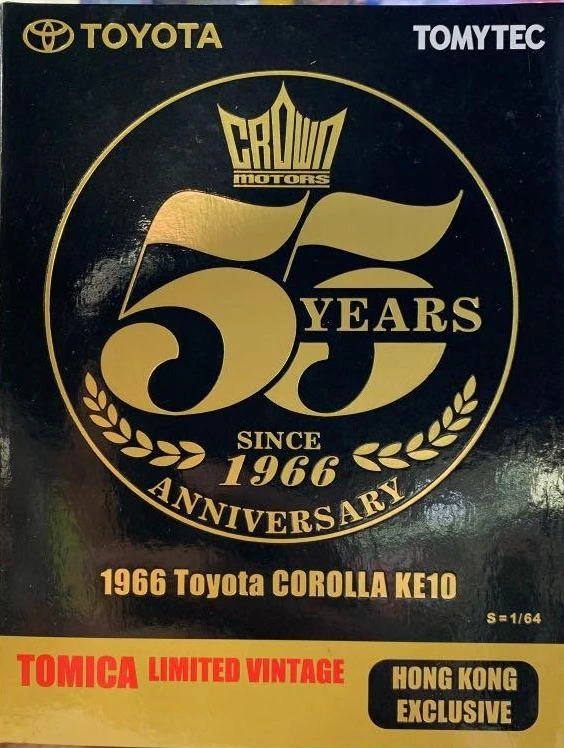 TOYOTA
TOMYTEC
CROWN
MOTORS
55
YEARS
SINCE
1966
ANNIVERSARY
1966 Toyota COROLLA KE10
S=1/64
TOMICA LIMITED VINTAGE
HONG KONG
EXCLUSIVE